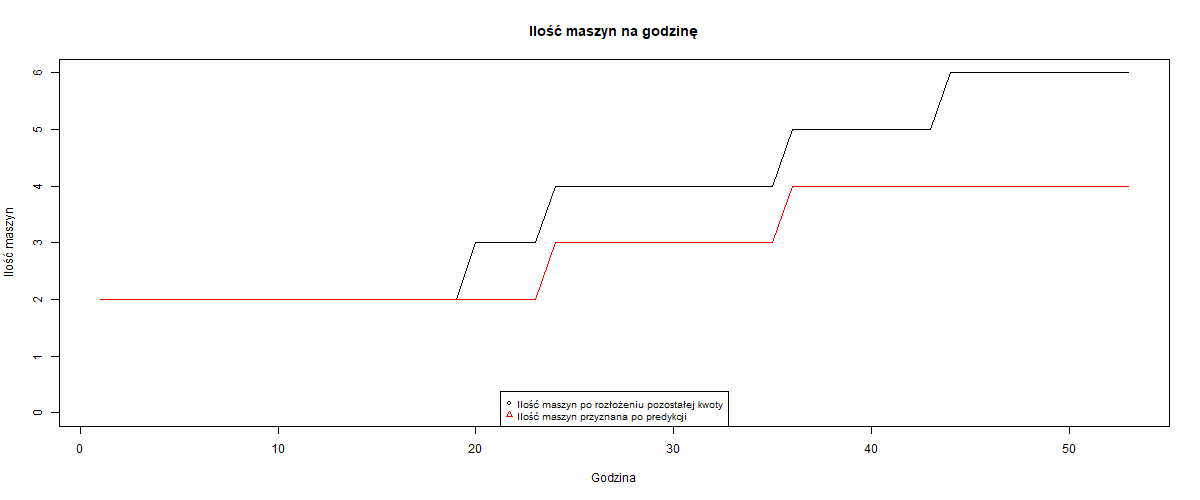 Ilość maszyn na godzinę
Ilość maszyn
6
5
4
3
2
1
0
Ilość maszyn po rozłożeniu pozostałej kwoty
Ilość maszyn przyznana po predykcji
0 10 20 30 40 50
Godzina